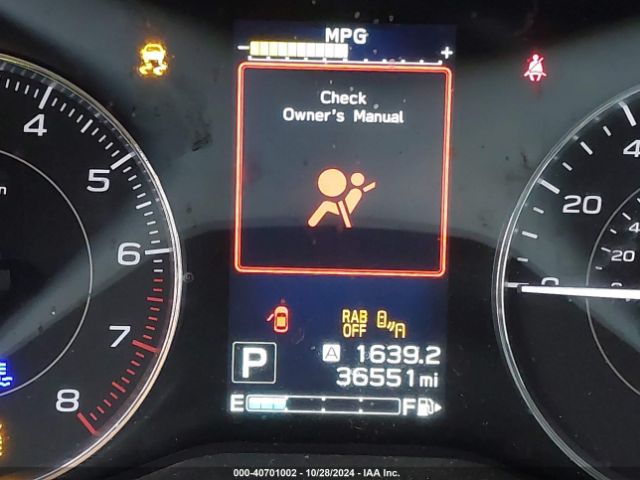 MPG
- +
Check
Owner's Manual
4
5
6
7
8
20
20
RAB
OFF
A
P
A 1639.2
36551 mi
E F
000-40701002 - 10/28/2024 - IAA Inc.